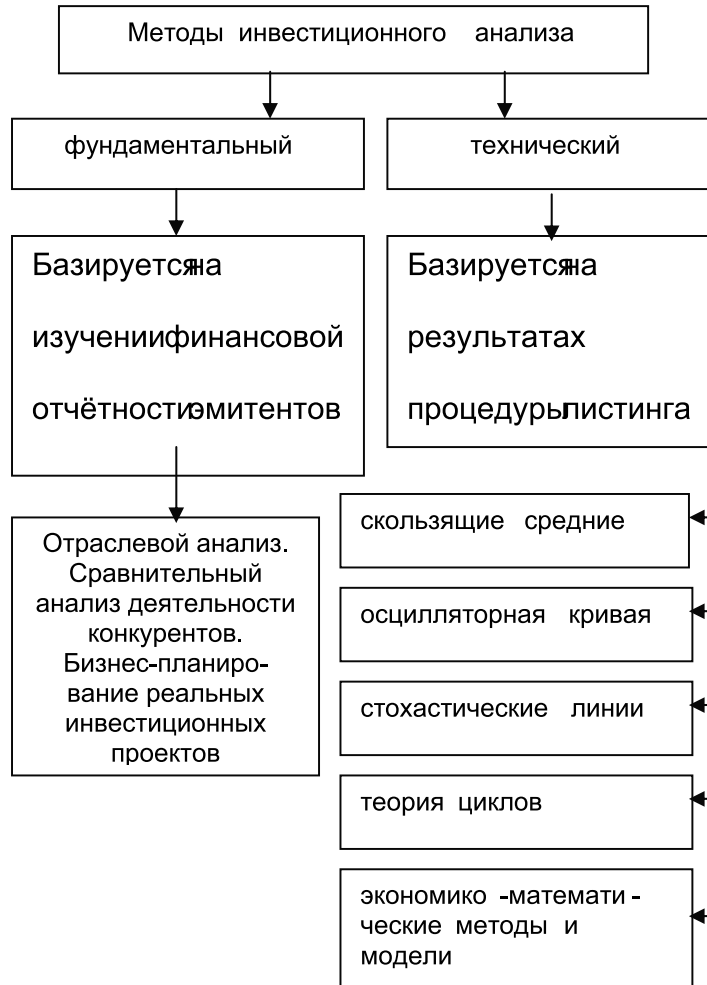 Методы инвестиционного анализа
фундаментальный
технический
Базируется на
изучении финансовой
отчётности эмитентов
Базируется на
результатах
процедуры листинга
Отраслевой анализ.
Сравнительный
анализ деятельности
конкурентов.
Бизнес-планиро-
вание реальных
инвестиционных
проектов
скользящие средние
осцилляторная кривая
стохастические линии
теория циклов
экономико -математи -
ческие методы и
модели